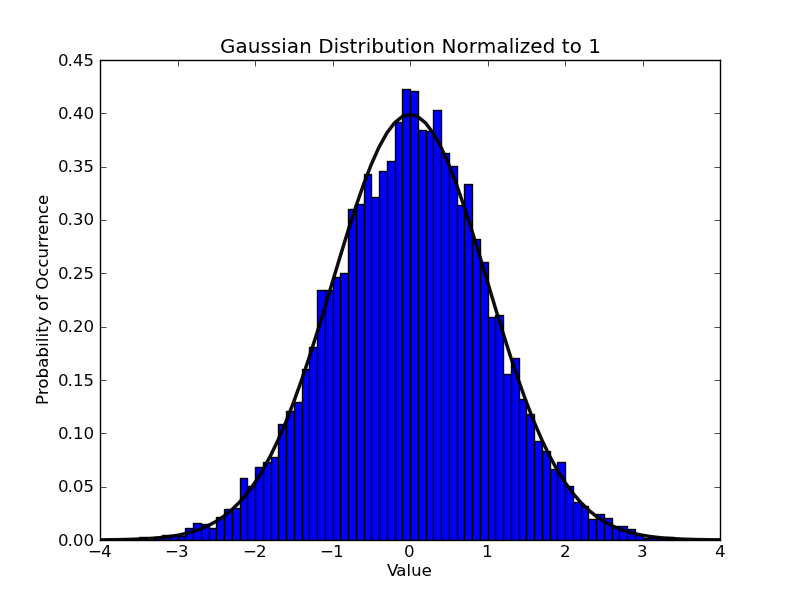 Gaussian Distribution Normalized to 1
0.45
0.40
0.35
0.30
0.25
0.20
0.15
0.10
0.05
0.00
Probability of Occurrence
−4 −3 −2 −1 0 1 2 3 4
Value